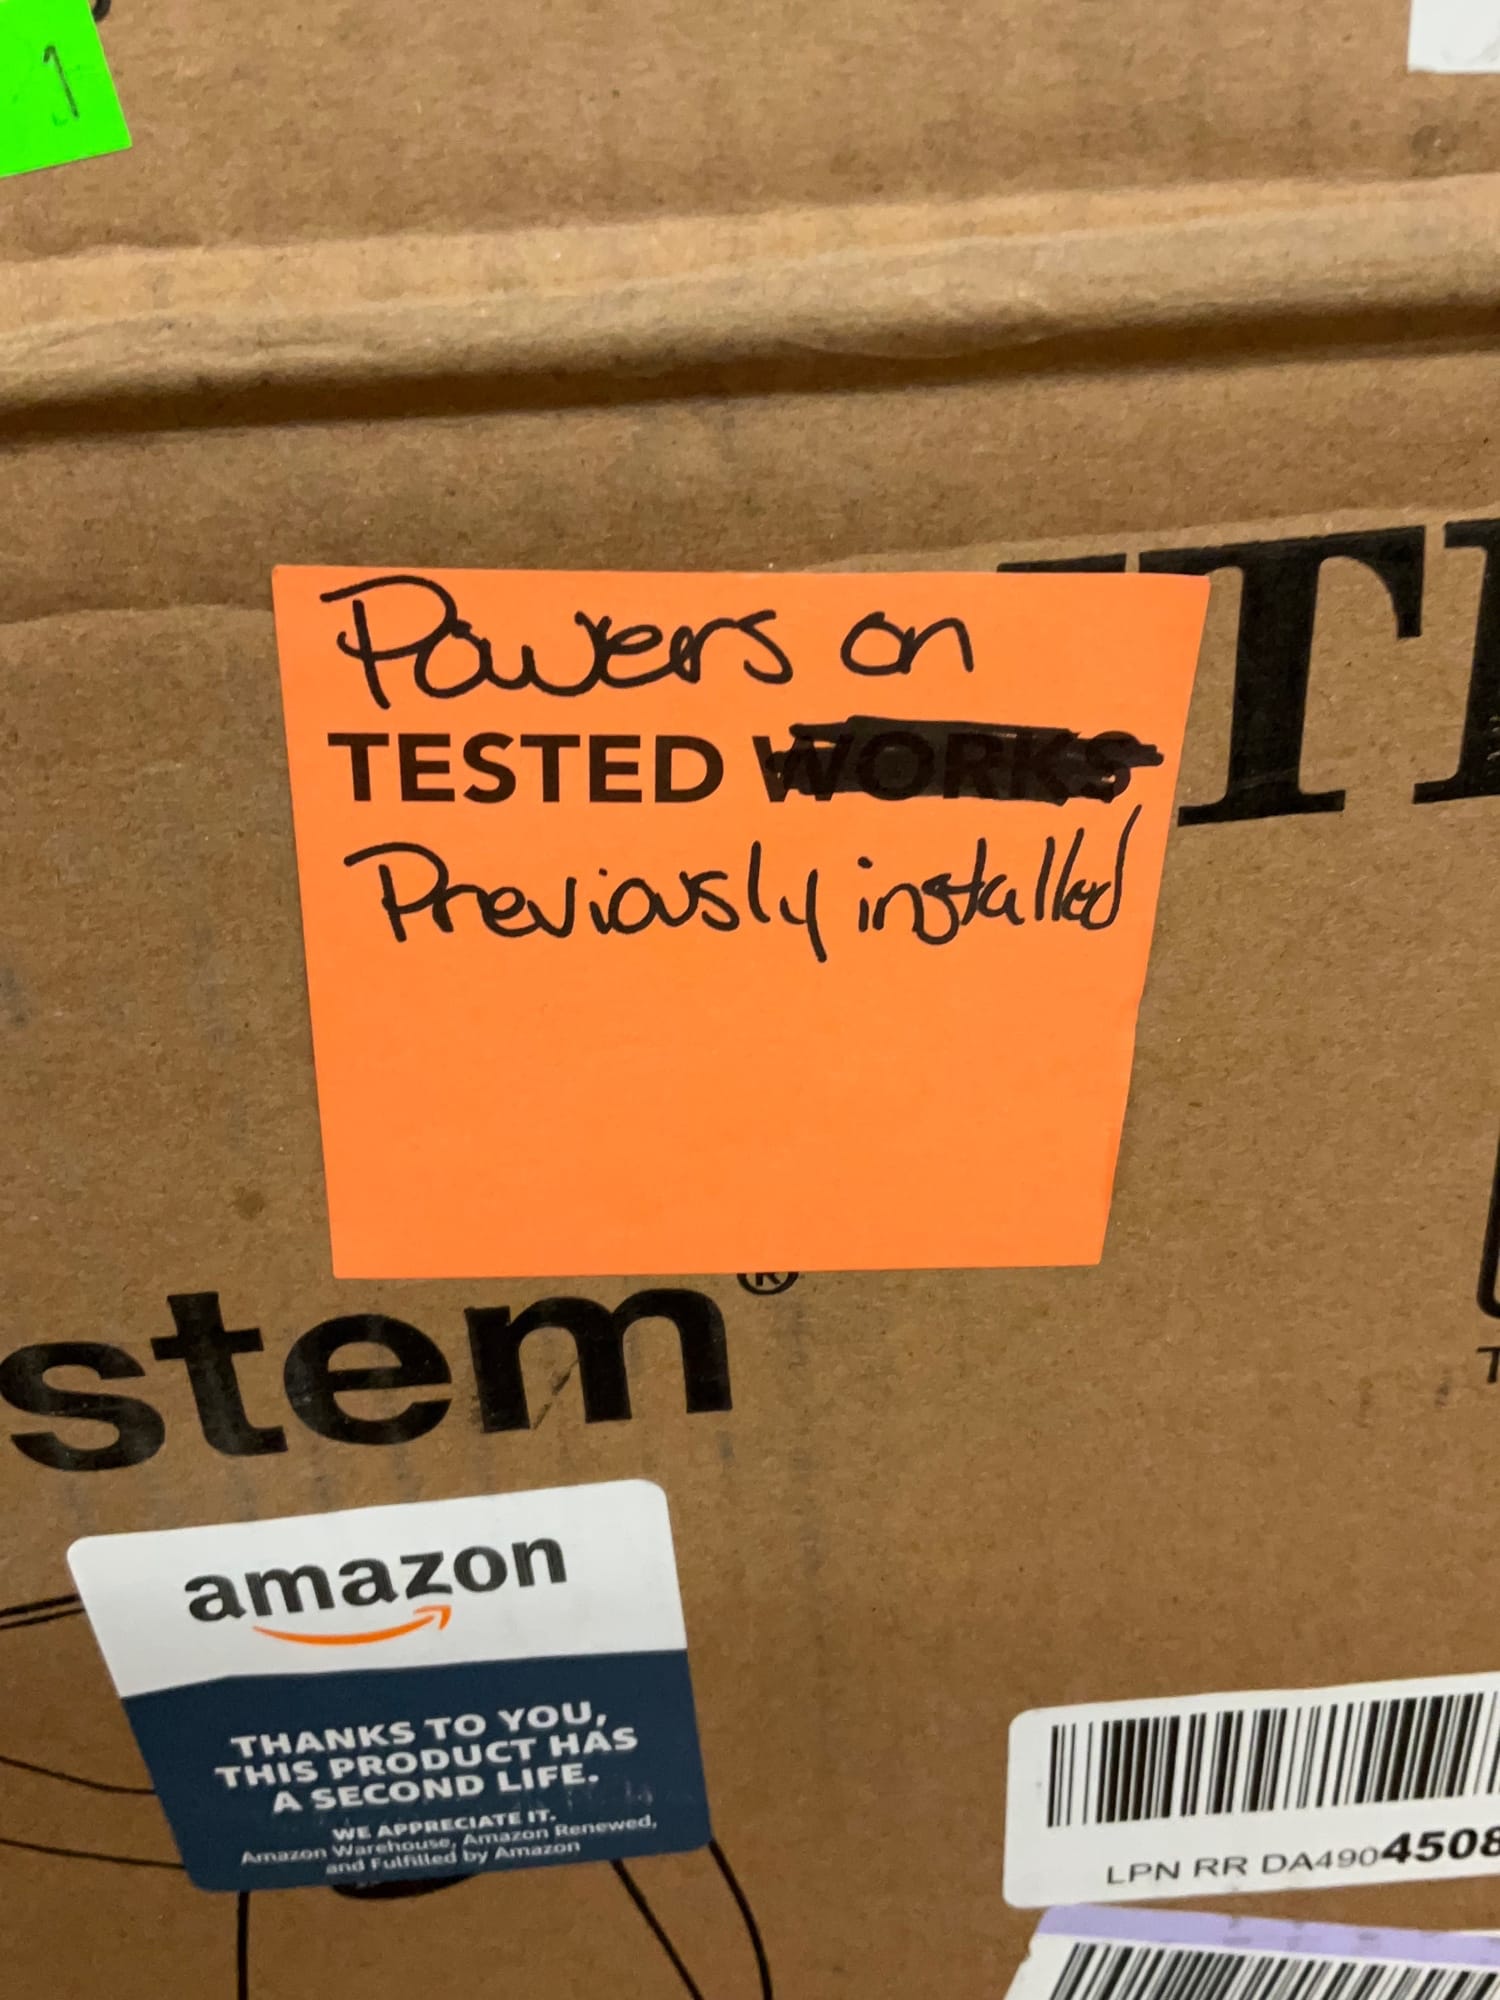 1
Powers on
TESTED WORKS
Previously installed
stem®
amazon
THANKS TO YOU,
THIS PRODUCT HAS
A SECOND LIFE.
WE APPRECIATE IT.
Amazon Warehouse, Amazon Renewed,
and Fulfilled by Amazon
LPN RR DA4904508